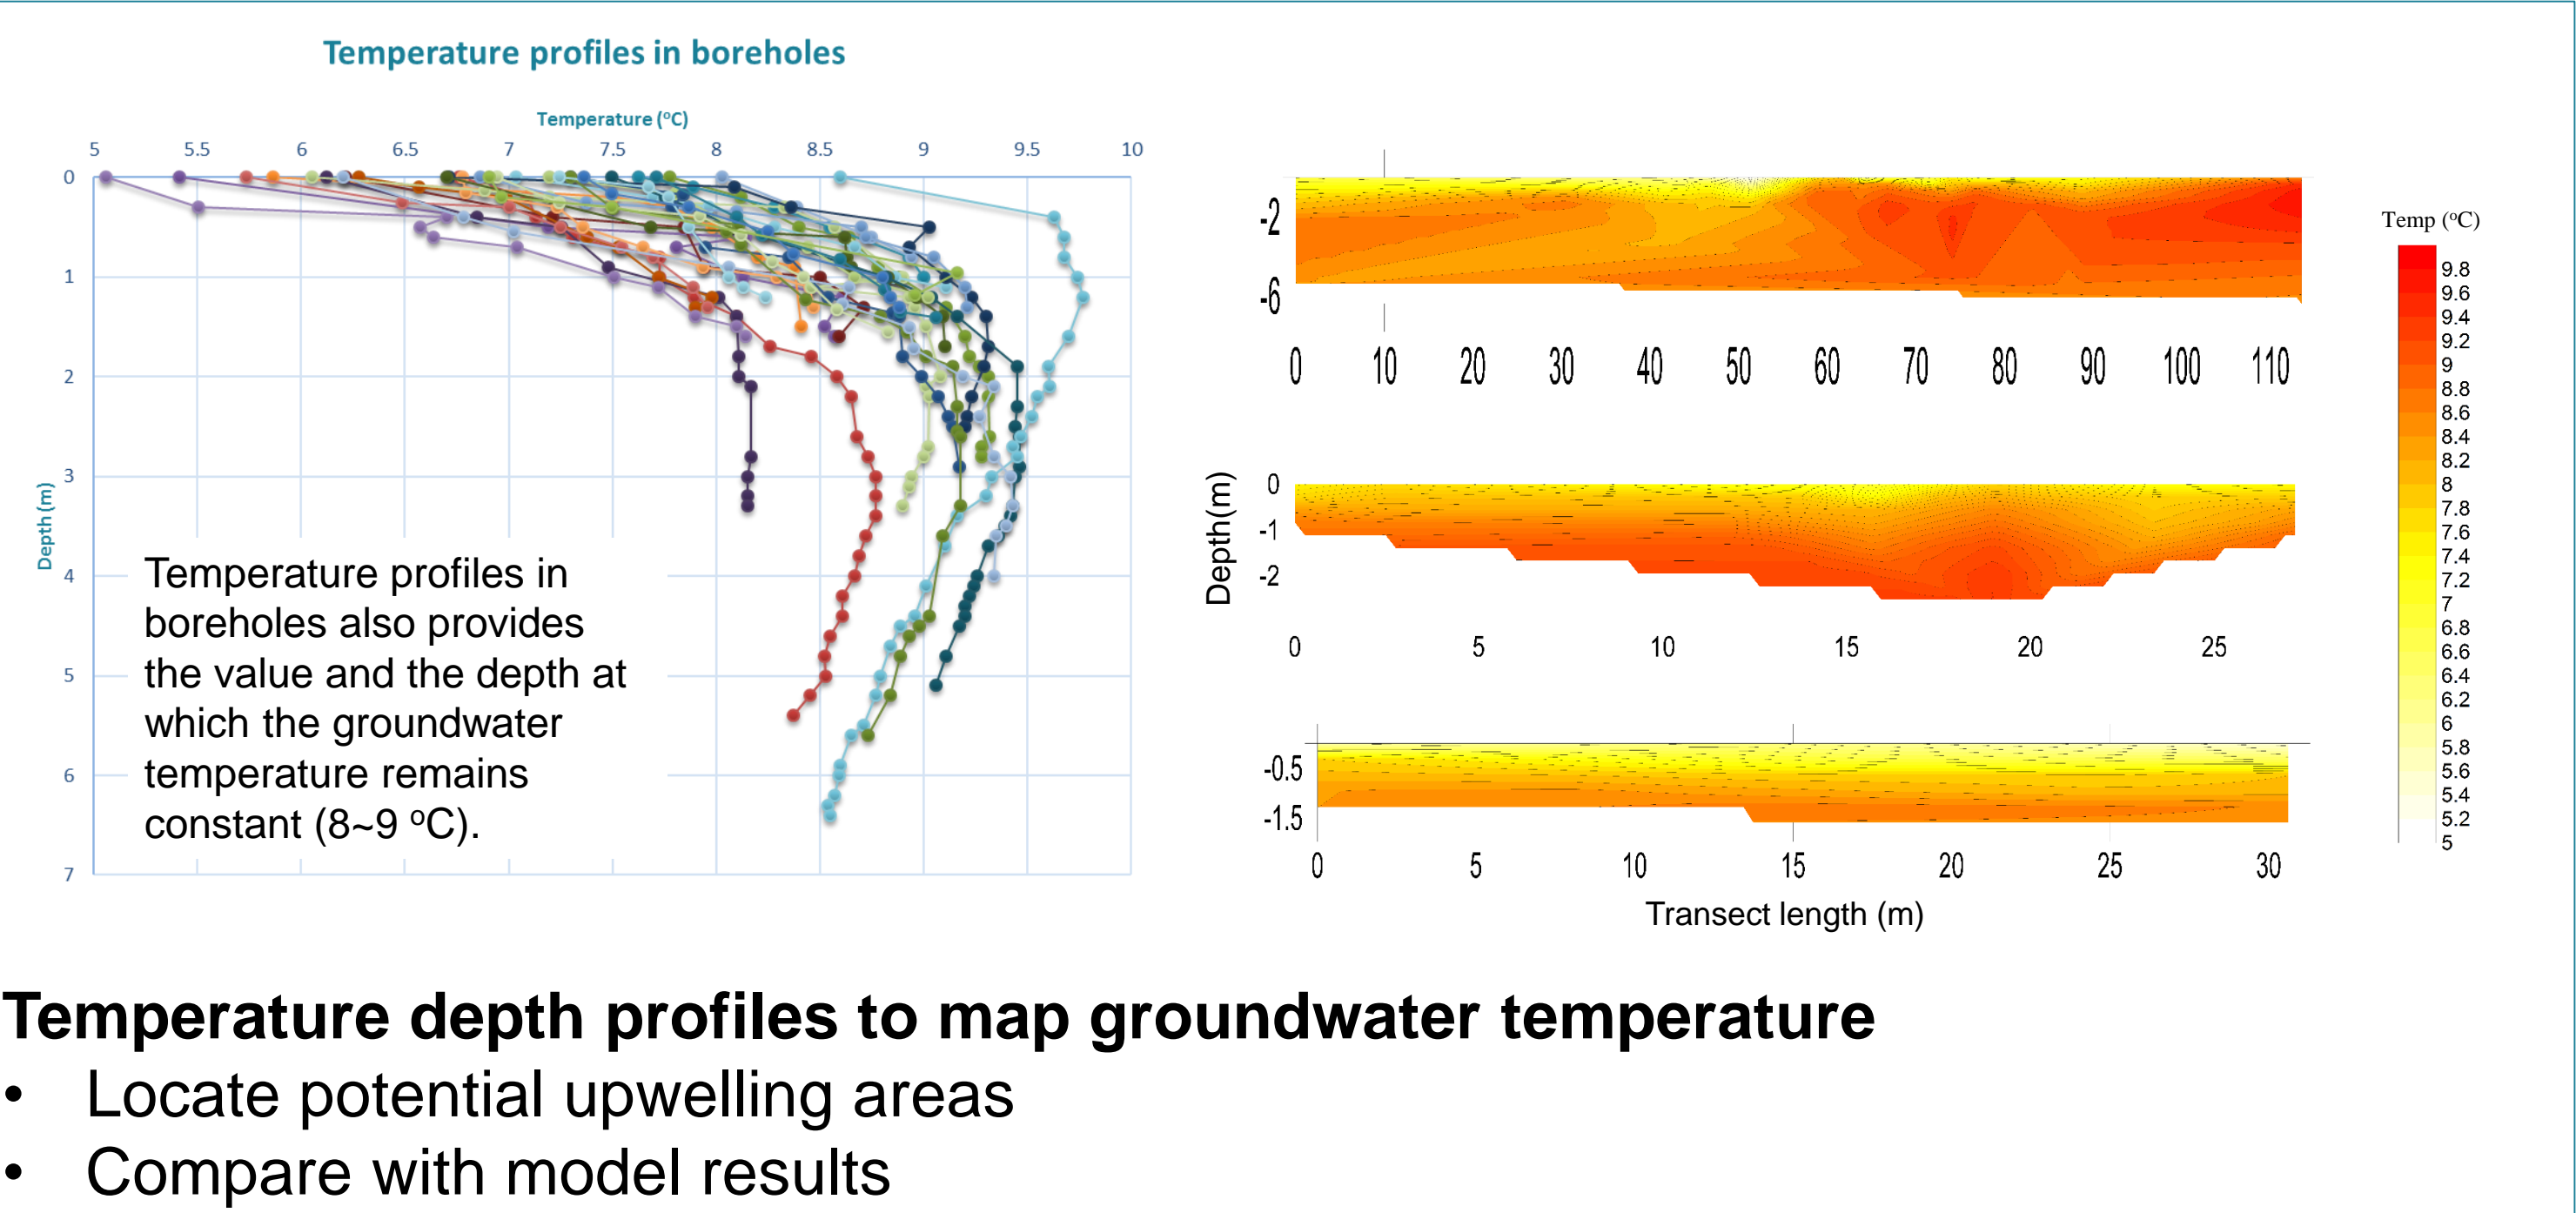 Temperature profiles in boreholes
Temperature (°C)
5 5.5 6 6.5 7 7.5 8 8.5 9 9.5 10
0
1
2
3
4
5
6
7
Depth (m)
Temperature profiles in
boreholes also provides
the value and the depth at
which the groundwater
temperature remains
constant (8~9 °C).
-2
-6
0 10 20 30 40 50 60 70 80 90 100 110
Depth(m)
0
-1
-2
0 5 10 15 20 25
-0.5
-1.5
0 5 10 15 20 25 30
Transect length (m)
Temp (°C)
9.8
9.6
9.4
9.2
9
8.8
8.6
8.4
8.2
8
7.8
7.6
7.4
7.2
7
6.8
6.6
6.4
6.2
6
5.8
5.6
5.4
5.2
5
Temperature depth profiles to map groundwater temperature
• Locate potential upwelling areas
• Compare with model results